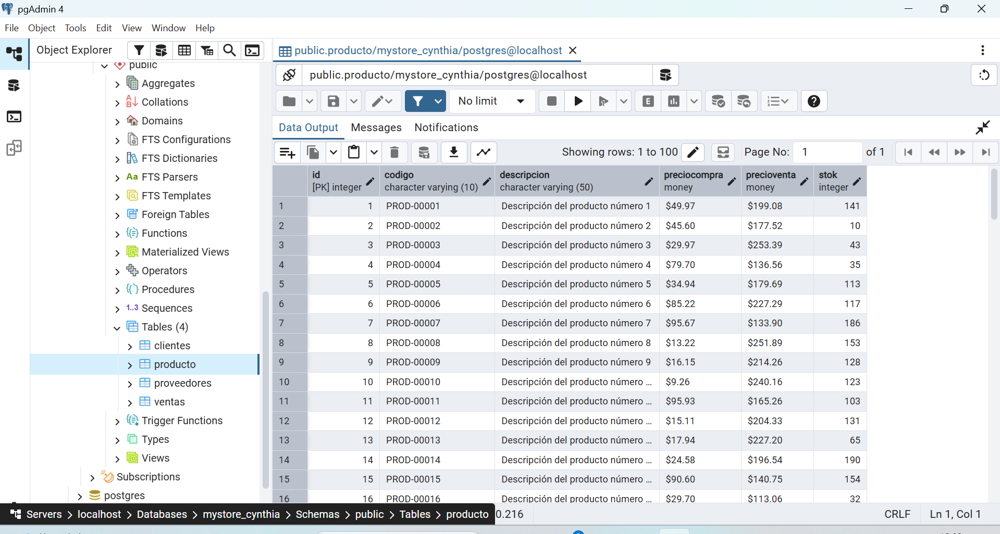 pgAdmin 4
File Object Tools Edit View Window Help
Object Explorer
public.producto/mystore_cynthia/postgres@localhost
public.producto/mystore_cynthia/postgres@localhost
No limit
E
Data Output Messages Notifications
Showing rows: 1 to 100 Page No: 1 of 1
public
Aggregates
Collations
Domains
FTS Configurations
FTS Dictionaries
Aa FTS Parsers
FTS Templates
Foreign Tables
Functions
Materialized Views
Operators
Procedures
1..3 Sequences
Tables (4)
clientes
producto
proveedores
ventas
Trigger Functions
Types
Views
Subscriptions
postgres
id codigo descripcion preciocompra precioventa stok
[PK] integer character varying (10) character varying (50) money money integer
1 1 PROD-00001 Descripción del producto número 1 $49.97 $199.08 141
2 2 PROD-00002 Descripción del producto número 2 $45.60 $177.52 10
3 3 PROD-00003 Descripción del producto número 3 $29.97 $253.39 43
4 4 PROD-00004 Descripción del producto número 4 $79.70 $136.56 35
5 5 PROD-00005 Descripción del producto número 5 $34.94 $179.69 113
6 6 PROD-00006 Descripción del producto número 6 $85.22 $227.29 117
7 7 PROD-00007 Descripción del producto número 7 $95.67 $133.90 186
8 8 PROD-00008 Descripción del producto número 8 $13.22 $251.89 153
9 9 PROD-00009 Descripción del producto número 9 $16.15 $214.26 128
10 10 PROD-00010 Descripción del producto número ... $9.26 $240.16 123
11 11 PROD-00011 Descripción del producto número ... $95.93 $165.26 103
12 12 PROD-00012 Descripción del producto número ... $15.11 $204.33 131
13 13 PROD-00013 Descripción del producto número ... $17.94 $227.20 65
14 14 PROD-00014 Descripción del producto número ... $24.58 $196.54 190
15 15 PROD-00015 Descripción del producto número ... $90.60 $140.75 154
16 16 PROD-00016 Descripción del producto número ... $29.70 $113.06 32
Servers > localhost > Databases > mystore_cynthia > Schemas > public > Tables > producto 0.216 CRLF Ln 1, Col 1